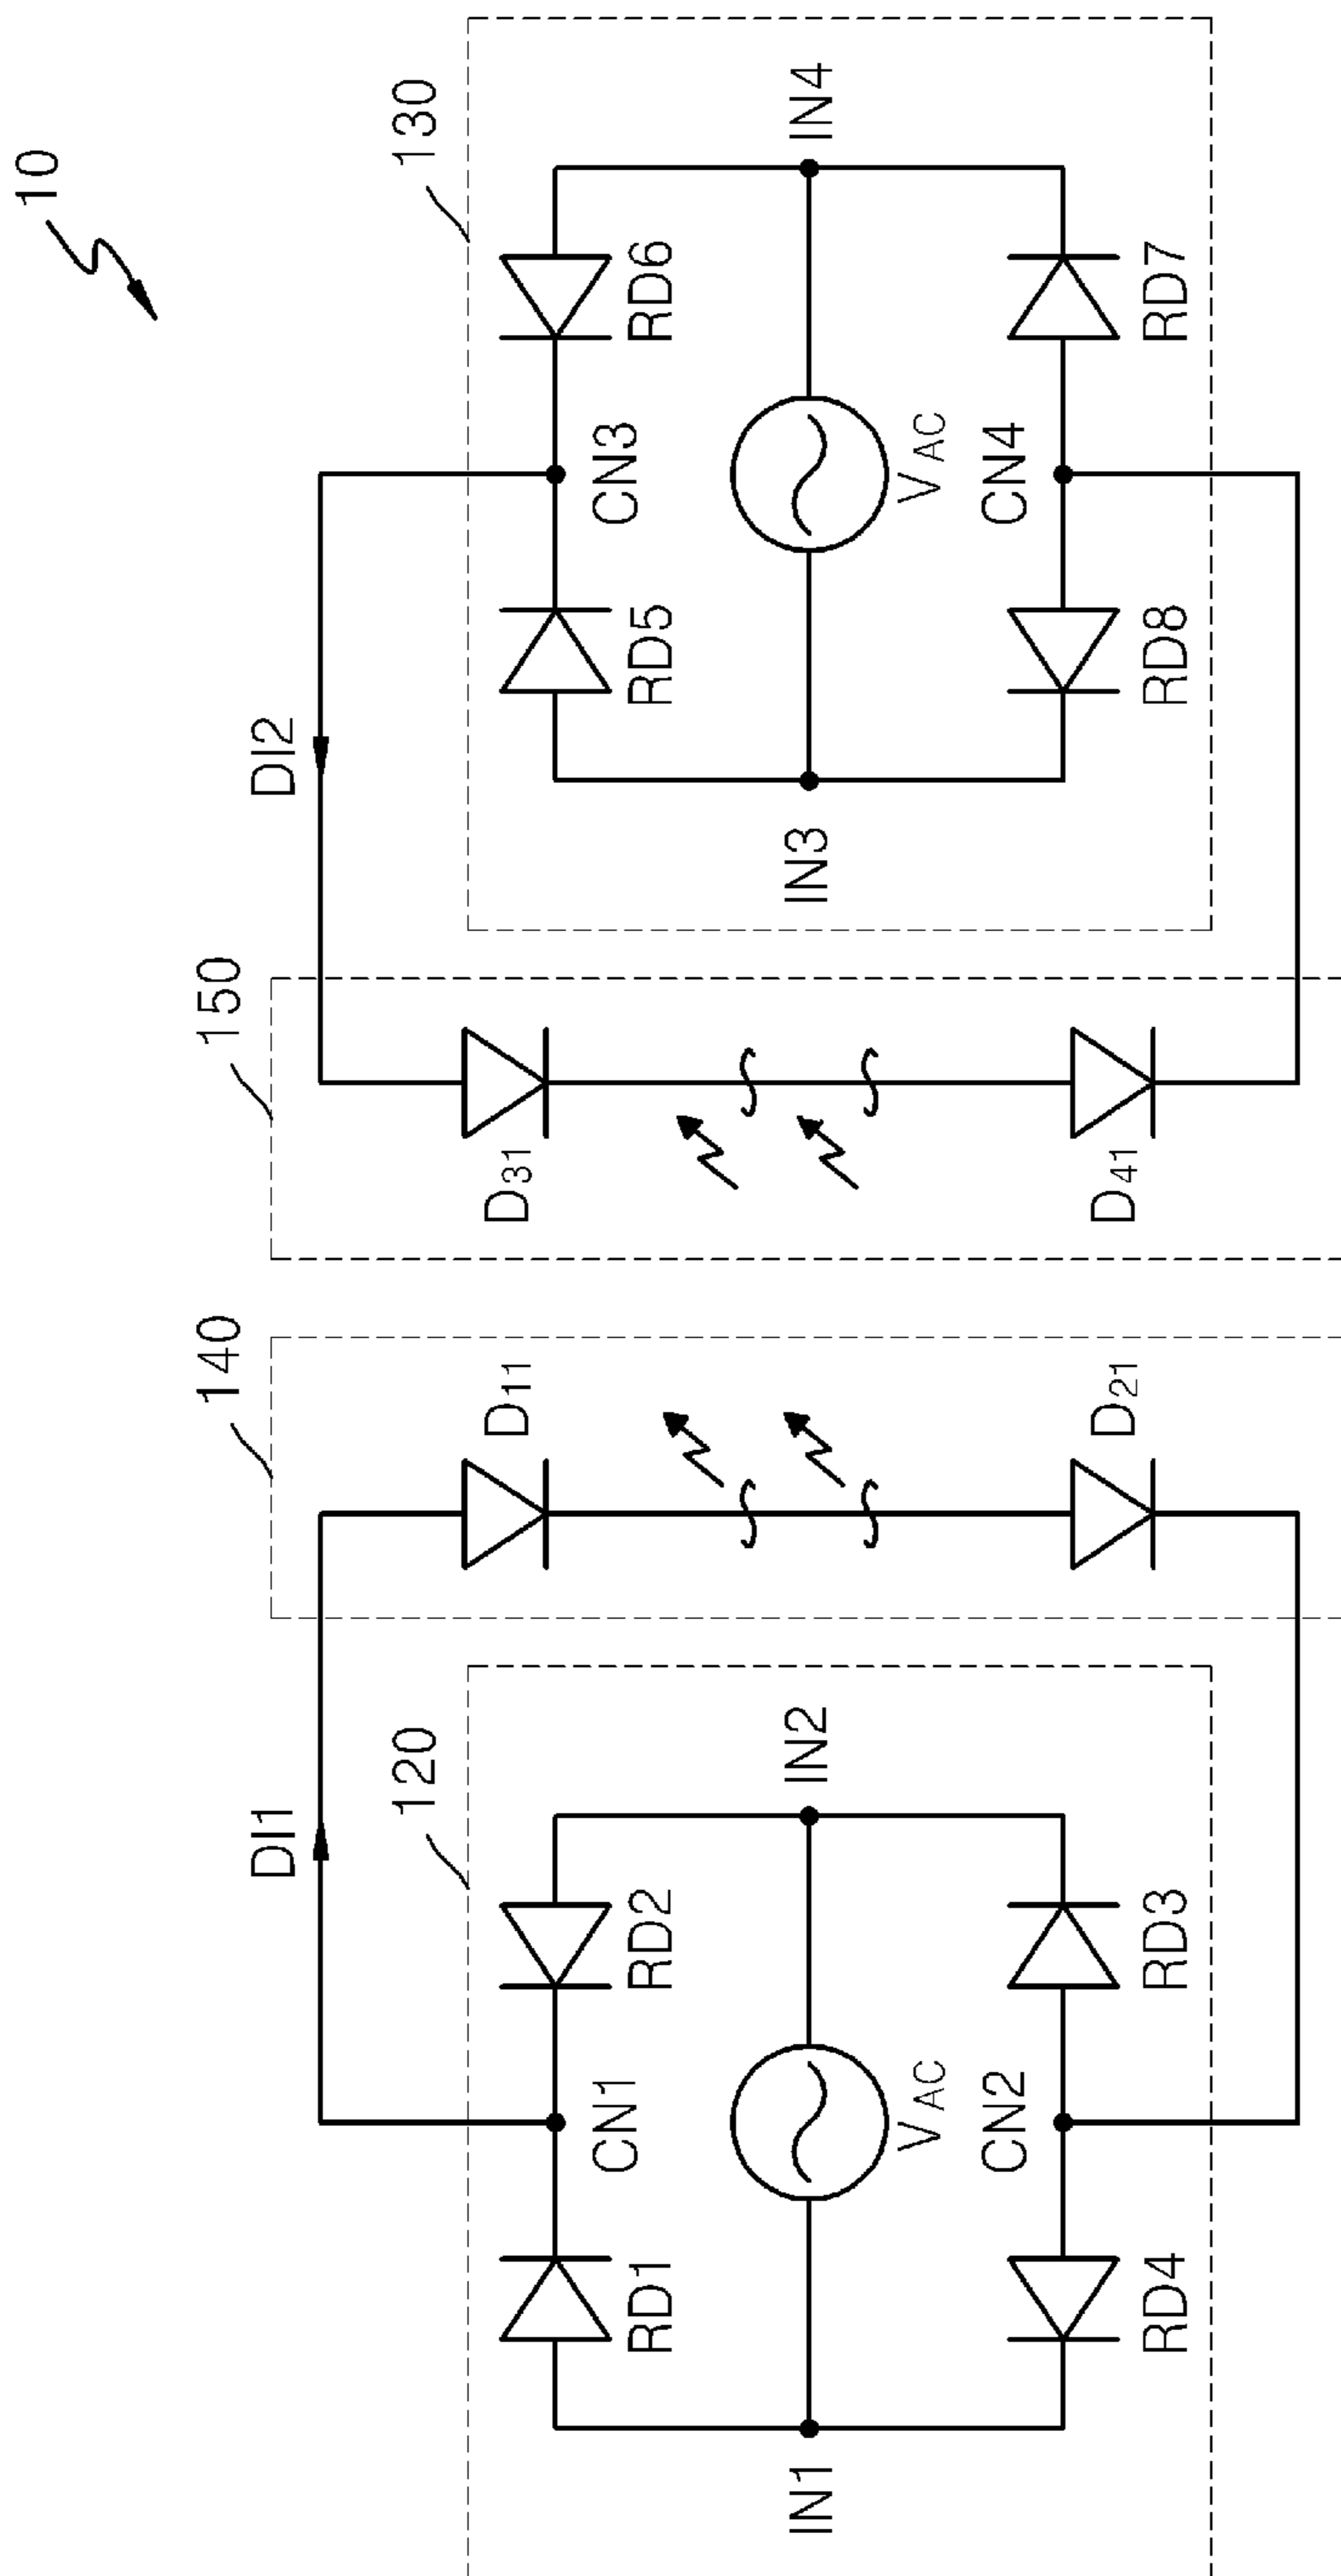 10
DI1
DI2
120
140
150
130
RD1
CN1
RD2
D11
D31
RD5
CN3
RD6
IN1
IN2
IN3
IN4
VAC
VAC
RD4
CN2
RD3
D21
D41
RD8
CN4
RD7